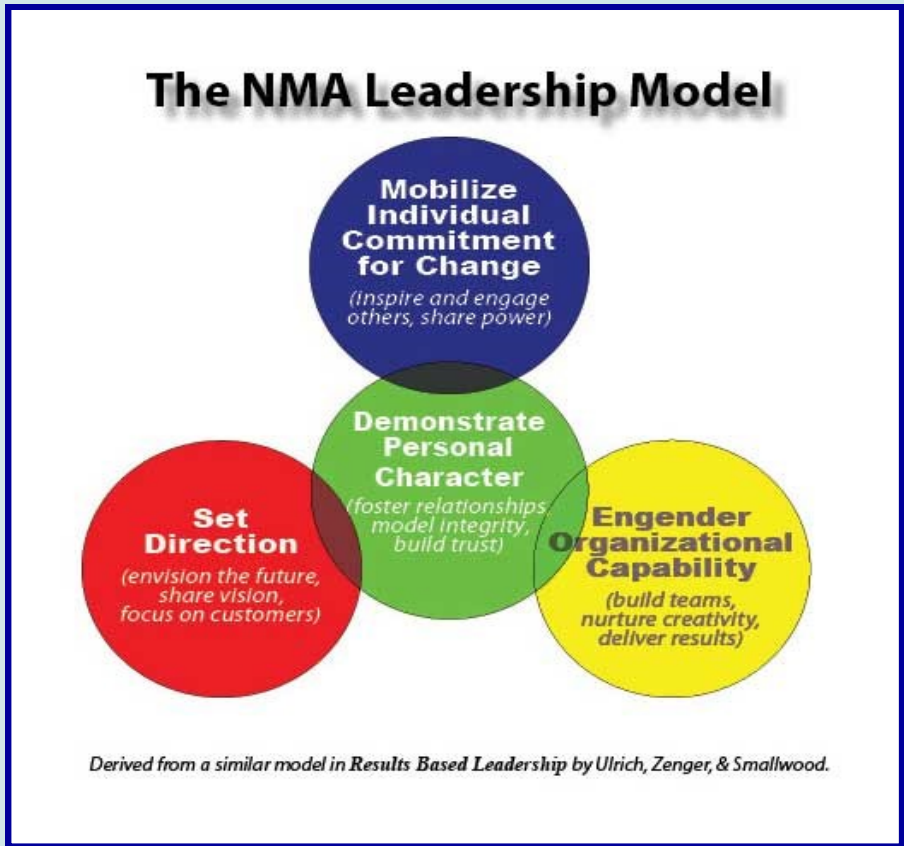 The NMA Leadership Model
Mobilize
Individual
Commitment
for Change
(inspire and engage
others, share power)
Demonstrate
Personal
Character
(foster relationships,
model integrity,
build trust)
Set
Direction
(envision the future,
share vision,
focus on customers)
Engender
Organizational
Capability
(build teams,
nurture creativity,
deliver results)
Derived from a similar model in Results Based Leadership by Ulrich, Zenger, & Smallwood.